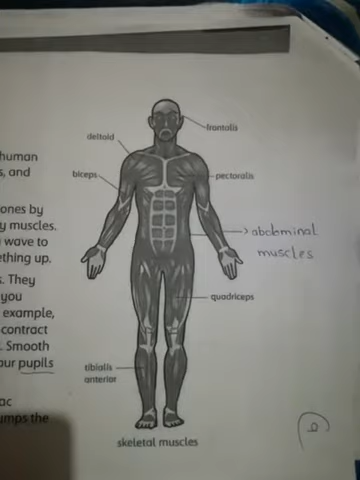 human
s, and
ones by
y muscles.
wave to
ething up.
s. They
you
example,
contract
Smooth
our pupils
ac
umps the
frontalis
deltoid
biceps
pectoralis
abdominal
muscles
quadriceps
tibialis
anterior
skeletal muscles